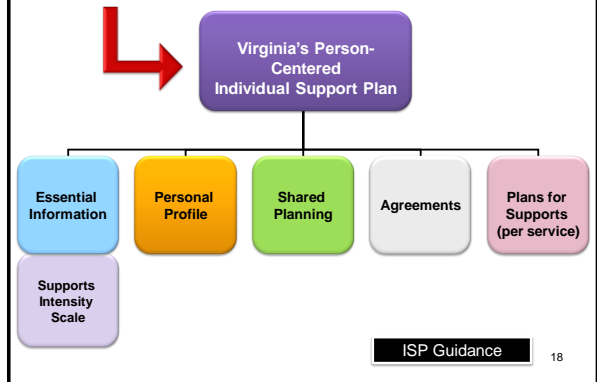 Virginia's Person-
Centered
Individual Support Plan
Essential
Information
Personal
Profile
Shared
Planning
Agreements
Plans for
Supports
(per service)
Supports
Intensity
Scale
ISP Guidance
18